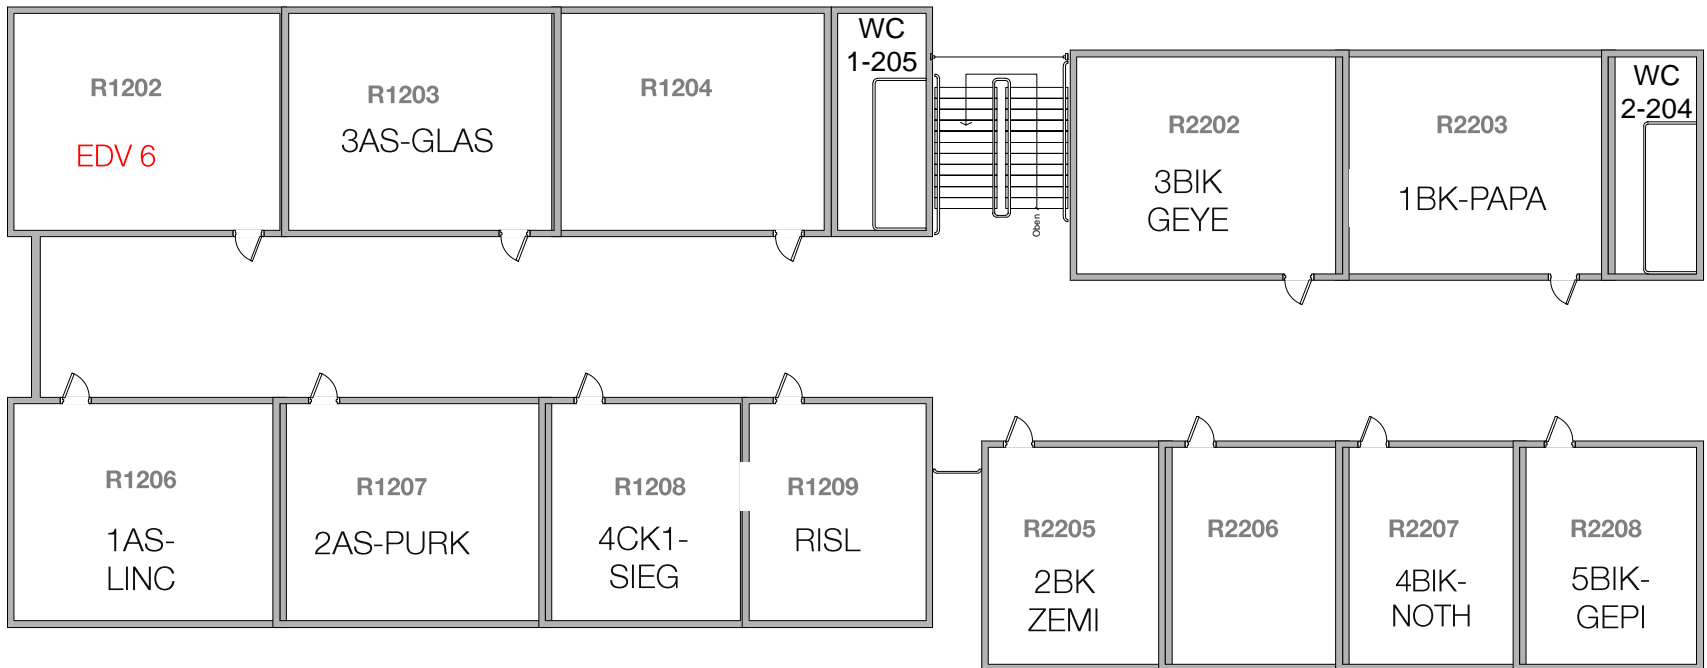 R1202
EDV 6
R1203
3AS-GLAS
R1204
WC
1-205
Oben
R2202
3BIK
GEYE
R2203
1BK-PAPA
WC
2-204
R1206
1AS-
LINC
R1207
2AS-PURK
R1208
4CK1-
SIEG
R1209
RISL
R2205
2BK
ZEMI
R2206
R2207
4BIK-
NOTH
R2208
5BIK-
GEPI